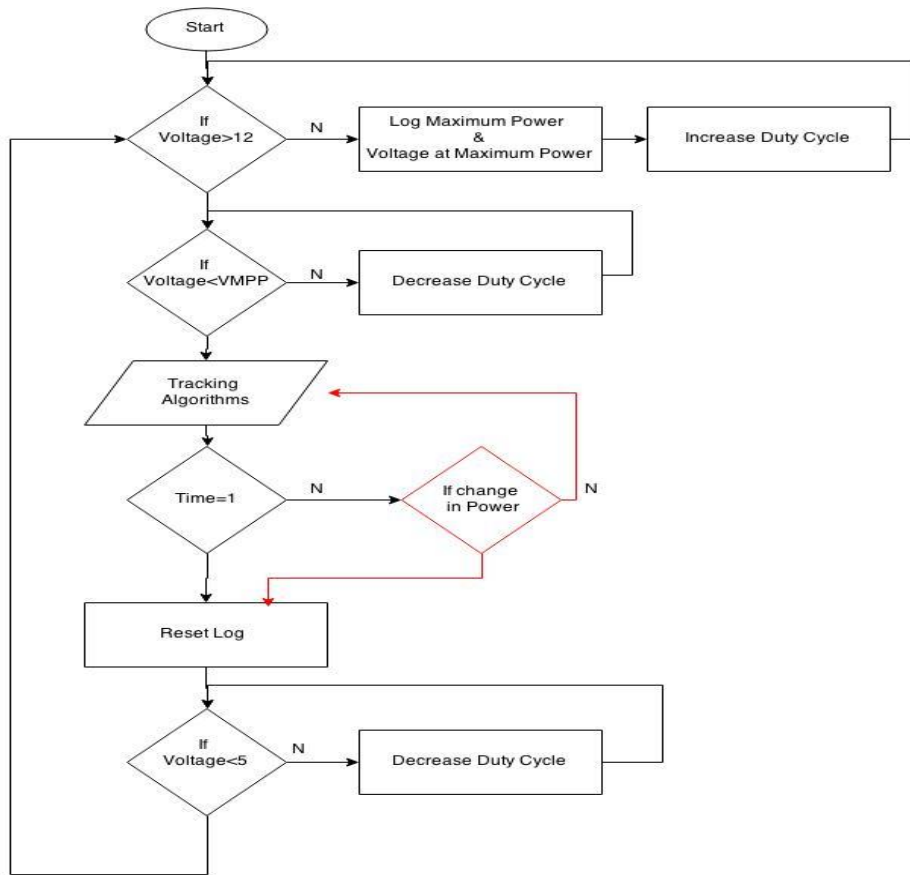 Start
If
Voltage>12
N
Log Maximum Power
&
Voltage at Maximum Power
Increase Duty Cycle
If
Voltage<VMPP
N
Decrease Duty Cycle
Tracking
Algorithms
Time=1
N
If change
in Power
N
Reset Log
If
Voltage<5
N
Decrease Duty Cycle